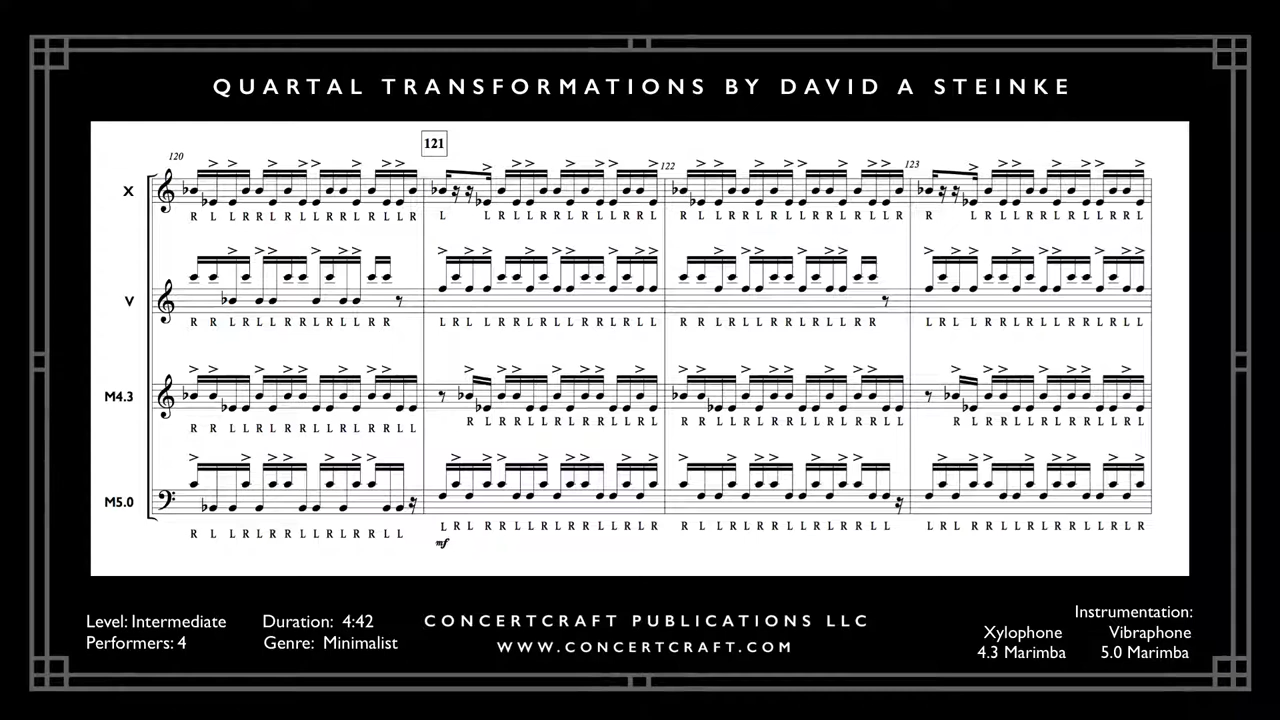 QUARTAL TRANSFORMATIONS BY DAVID A STEINKE
120
121
122
123
X
R L L R R L R L L R R L R L L R
L L R L L R L R R L L R R L
R L L R R L R L L R L R L L R
R L R L L R L R L L R R L
V
R R L R L L R R L R L L R R
L R L R L R R L R L L R R L R L L
R R L R L R R L R L L R L L R R
L R L L R R L R L L R R L R L L
M4.3
R R L L R L R R L L R L R R L L
R L R R L L R L R R L L R L
R R L L R L R R L L R L R R L L
R L R R L L R L R R L L R L
M5.0
R L L R L R R L L R L R R L L
L R L R R L L R L R R L L R L R
R L L R L R R L L R L R R L L
L R L R R L L R L R R L L R L R
mf
Level: Intermediate
Performers: 4
Duration: 4:42
Genre: Minimalist
CONCERTCRAFT PUBLICATIONS LLC
WWW.CONCERTCRAFT.COM
Instrumentation:
Xylophone Vibraphone
4.3 Marimba 5.0 Marimba